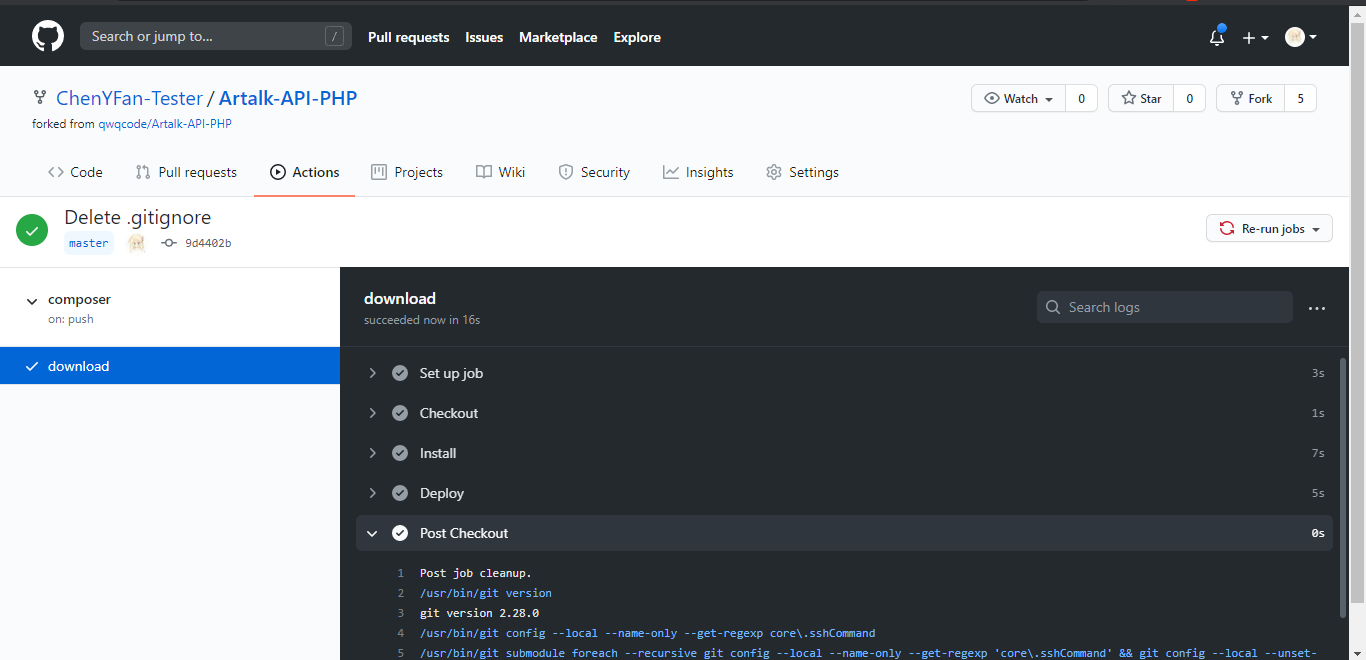 Search or jump to...
/
Pull requests
Issues
Marketplace
Explore
ChenYFan-Tester / Artalk-API-PHP
Watch 0
Star 0
Fork 5
forked from qwqcode/Artalk-API-PHP
Code
Pull requests
Actions
Projects
Wiki
Security
Insights
Settings
Delete .gitignore
master
9d4402b
Re-run jobs
composer
on: push
download
download
succeeded now in 16s
Search logs
Set up job 3s
Checkout 1s
Install 7s
Deploy 5s
Post Checkout 0s
1 Post job cleanup.
2 /usr/bin/git version
3 git version 2.28.0
4 /usr/bin/git config --local --name-only --get-regexp core\.sshCommand
5 /usr/bin/git submodule foreach --recursive git config --local --name-only --get-regexp 'core\.sshCommand' && git config --local --unset-